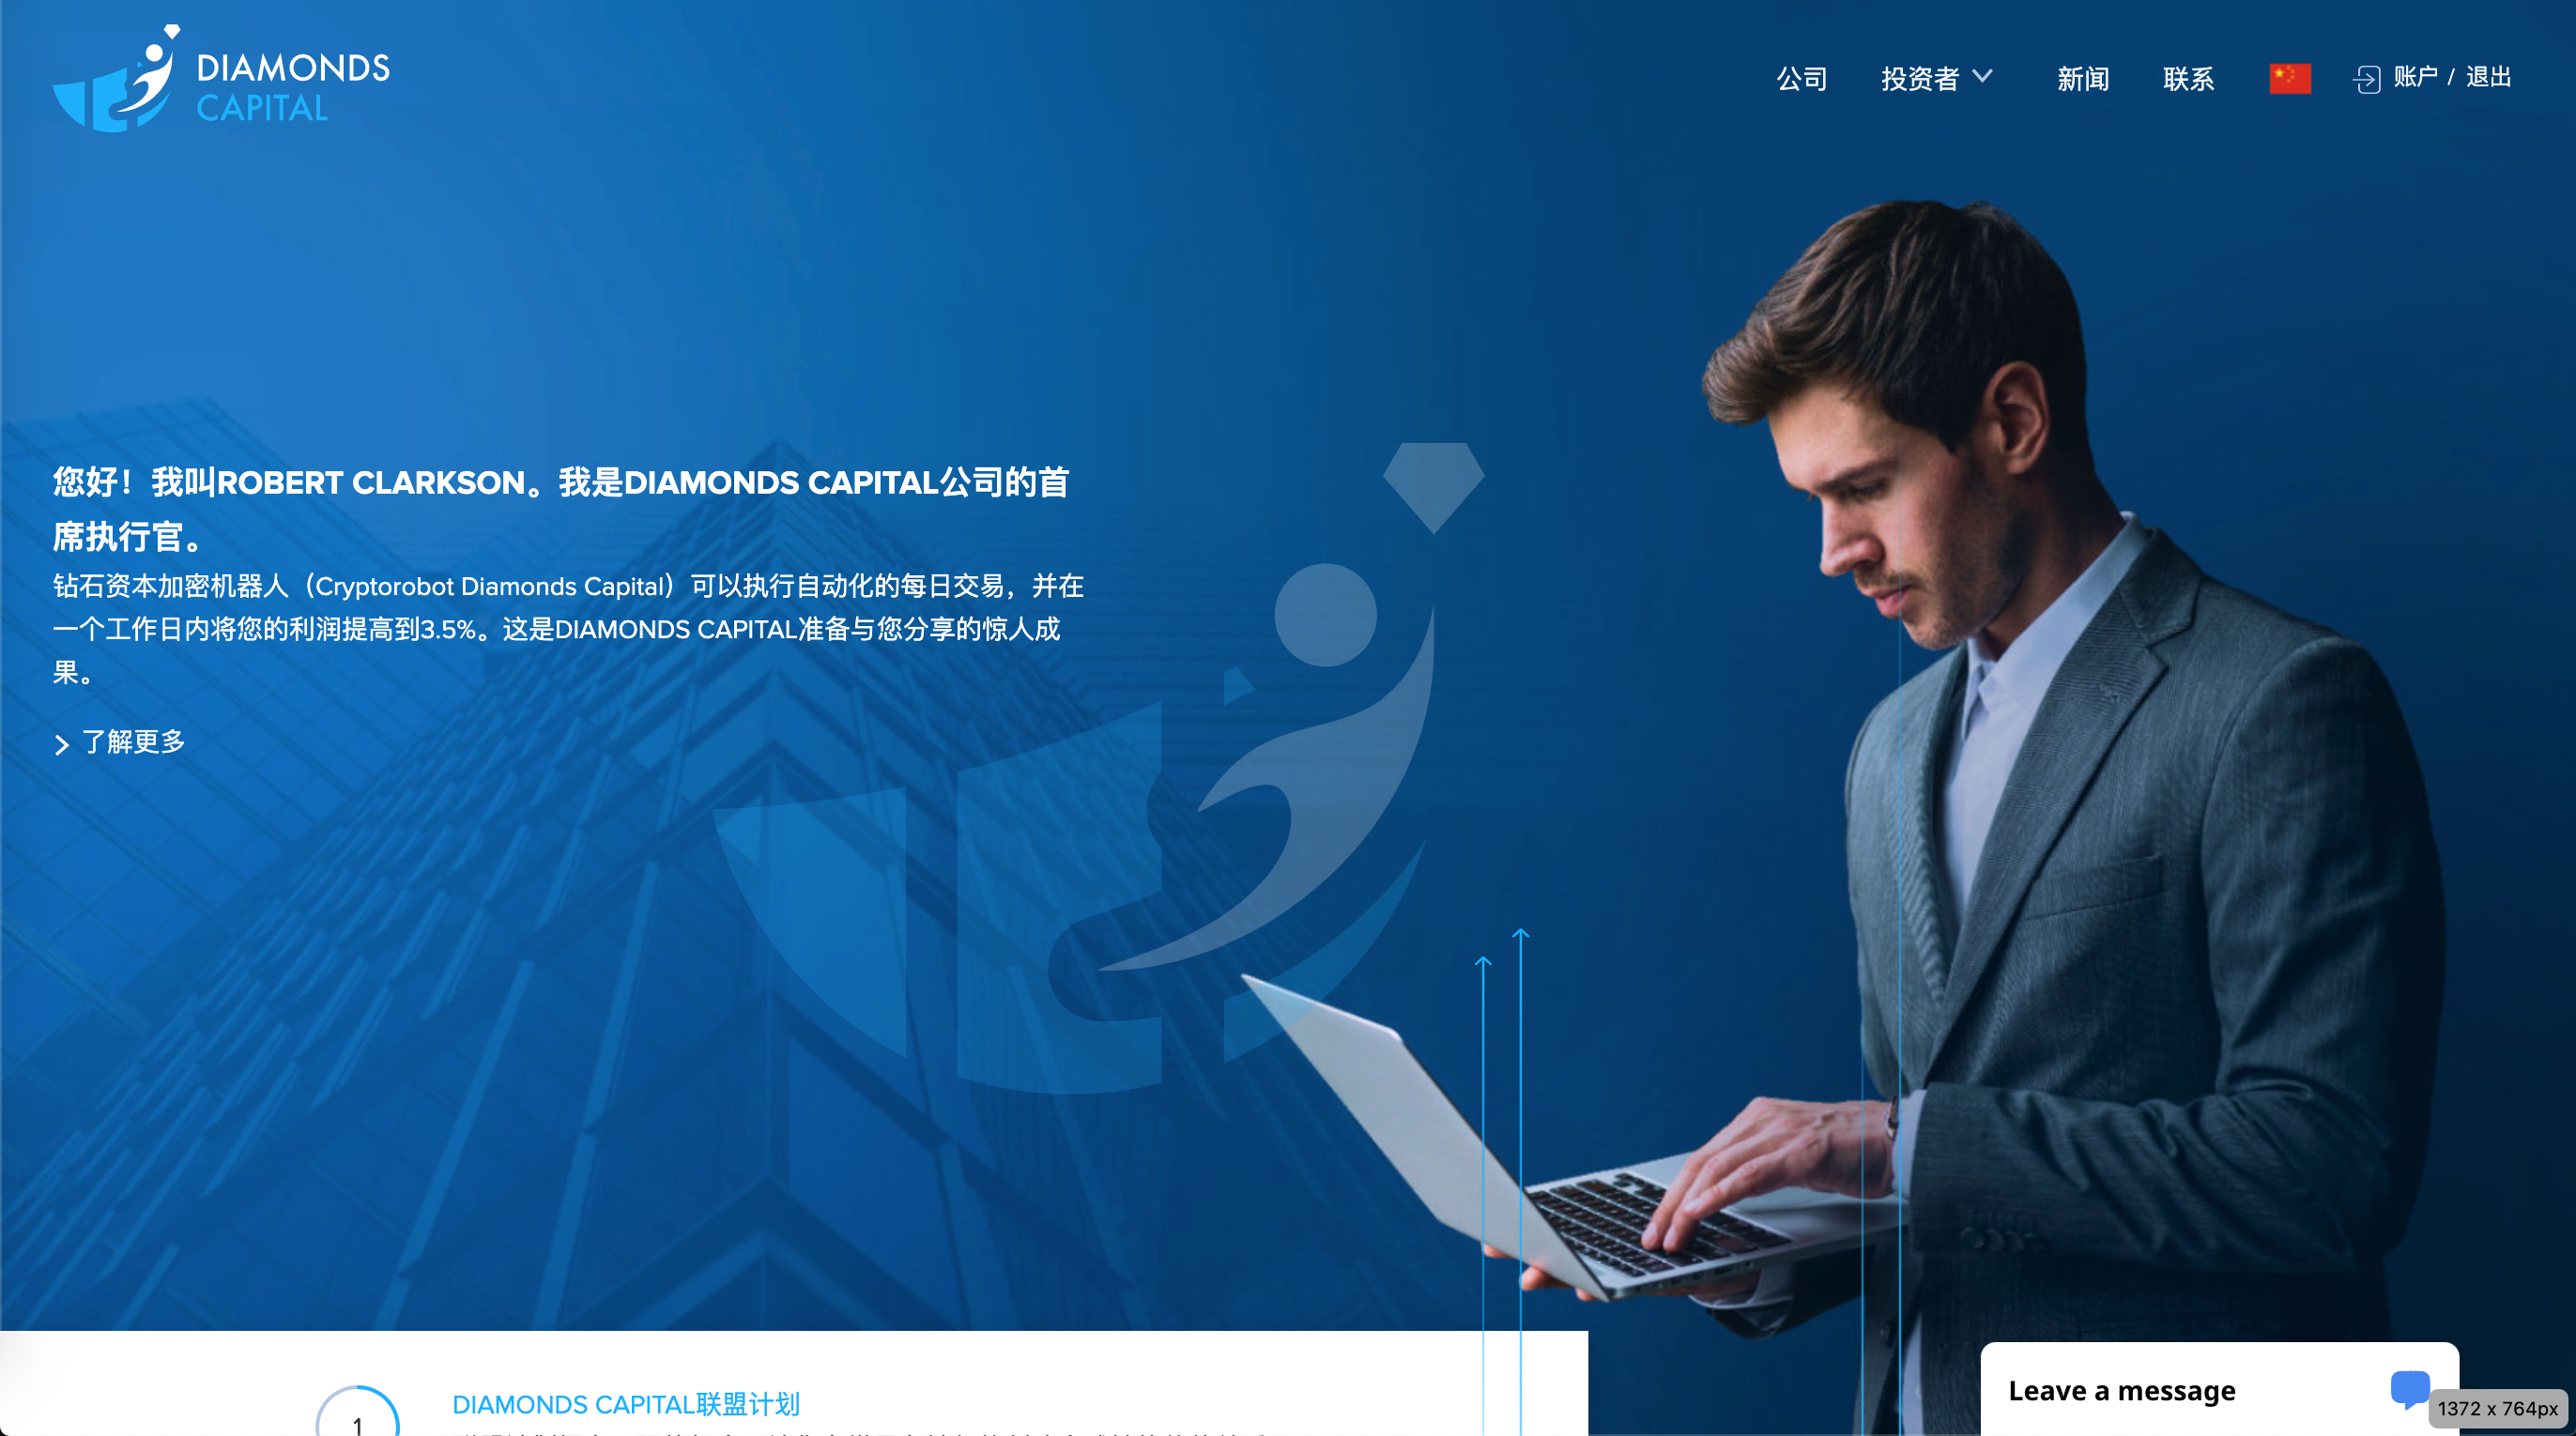 DIAMONDS
CAPITAL
公司 投资者 新闻 联系 账户 / 退出
您好！我叫ROBERT CLARKSON。我是DIAMONDS CAPITAL公司的首
席执行官。
钻石资本加密机器人（Cryptorobot Diamonds Capital）可以执行自动化的每日交易，并在
一个工作日内将您的利润提高到3.5%。这是DIAMONDS CAPITAL准备与您分享的惊人成
果。
了解更多
1
DIAMONDS CAPITAL联盟计划
Leave a message
1372 x 764px